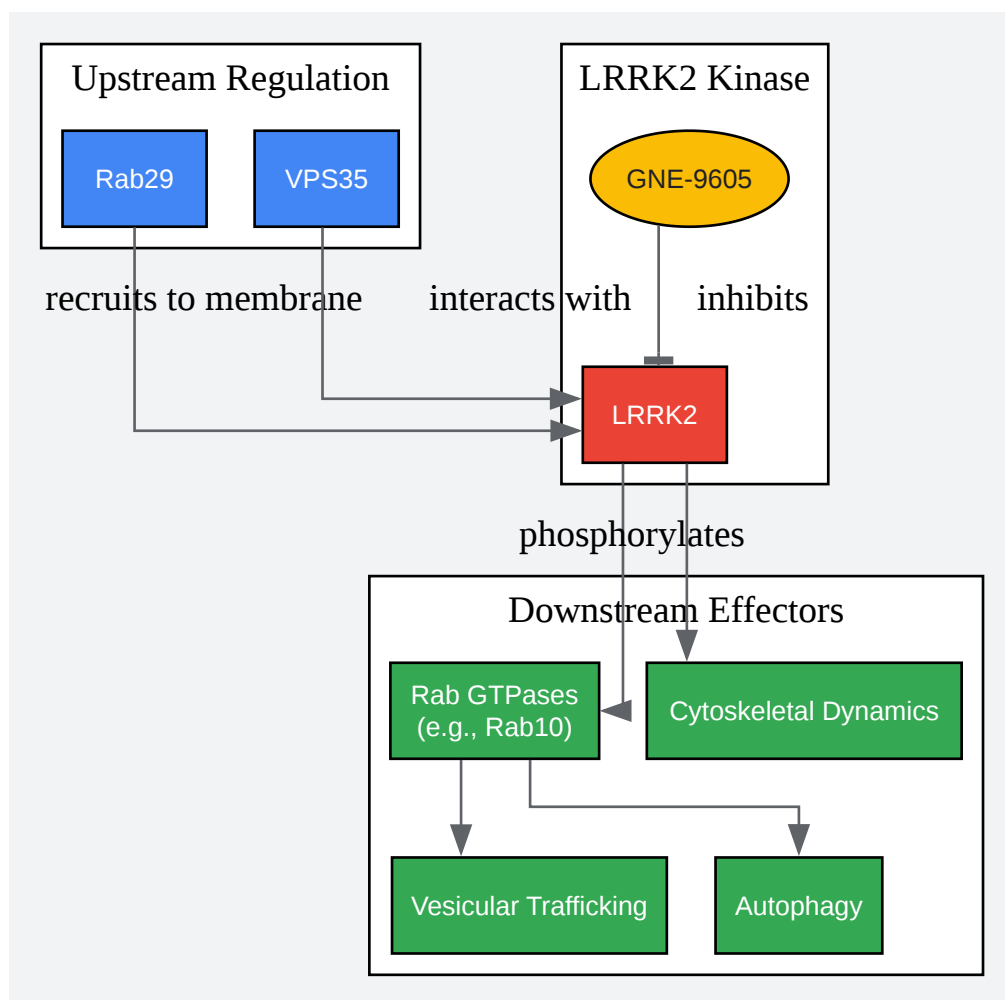 Upstream Regulation
LRRK2 Kinase
Rab29
VPS35
GNE-9605
recruits to membrane
interacts with
inhibits
LRRK2
phosphorylates
Downstream Effectors
Rab GTPases
(e.g., Rab10)
Cytoskeletal Dynamics
Vesicular Trafficking
Autophagy